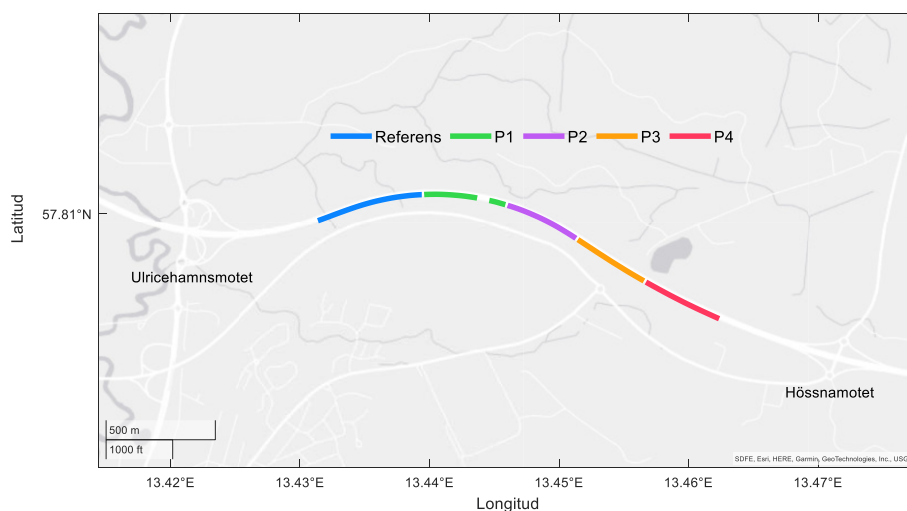 Referens P1 P2 P3 P4
Latitud
57.81°N
Ulricehamnsmotet
Hössnamotet
500 m
1000 ft
SDFE, Esri, HERE, Garmin, GeoTechnologies, Inc., USG
13.42°E 13.43°E 13.44°E 13.45°E 13.46°E 13.47°E
Longitud